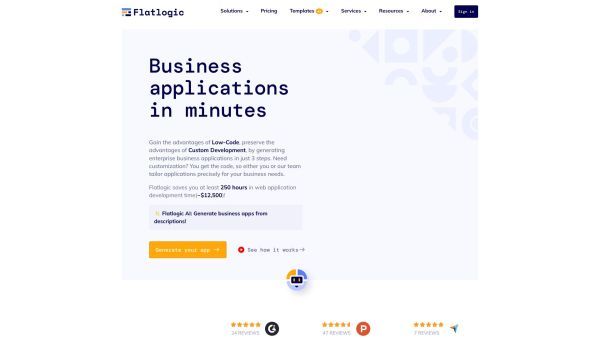 Flatlogic
Solutions
Pricing
Templates
Services
Resources
About
Sign in
Business
applications
in minutes
Gain the advantages of Low-Code, preserve the
advantages of Custom Development, by generating
enterprise business applications in just 3 steps. Need
customization? You get the code, so either you or our team
tailor applications precisely for your business needs.
Flatlogic saves you at least 250 hours in web application
development time(~$12,500)!
Flatlogic AI: Generate business apps from
descriptions!
Generate your app →
See how it works→
24 REVIEWS
47 REVIEWS
7 REVIEWS